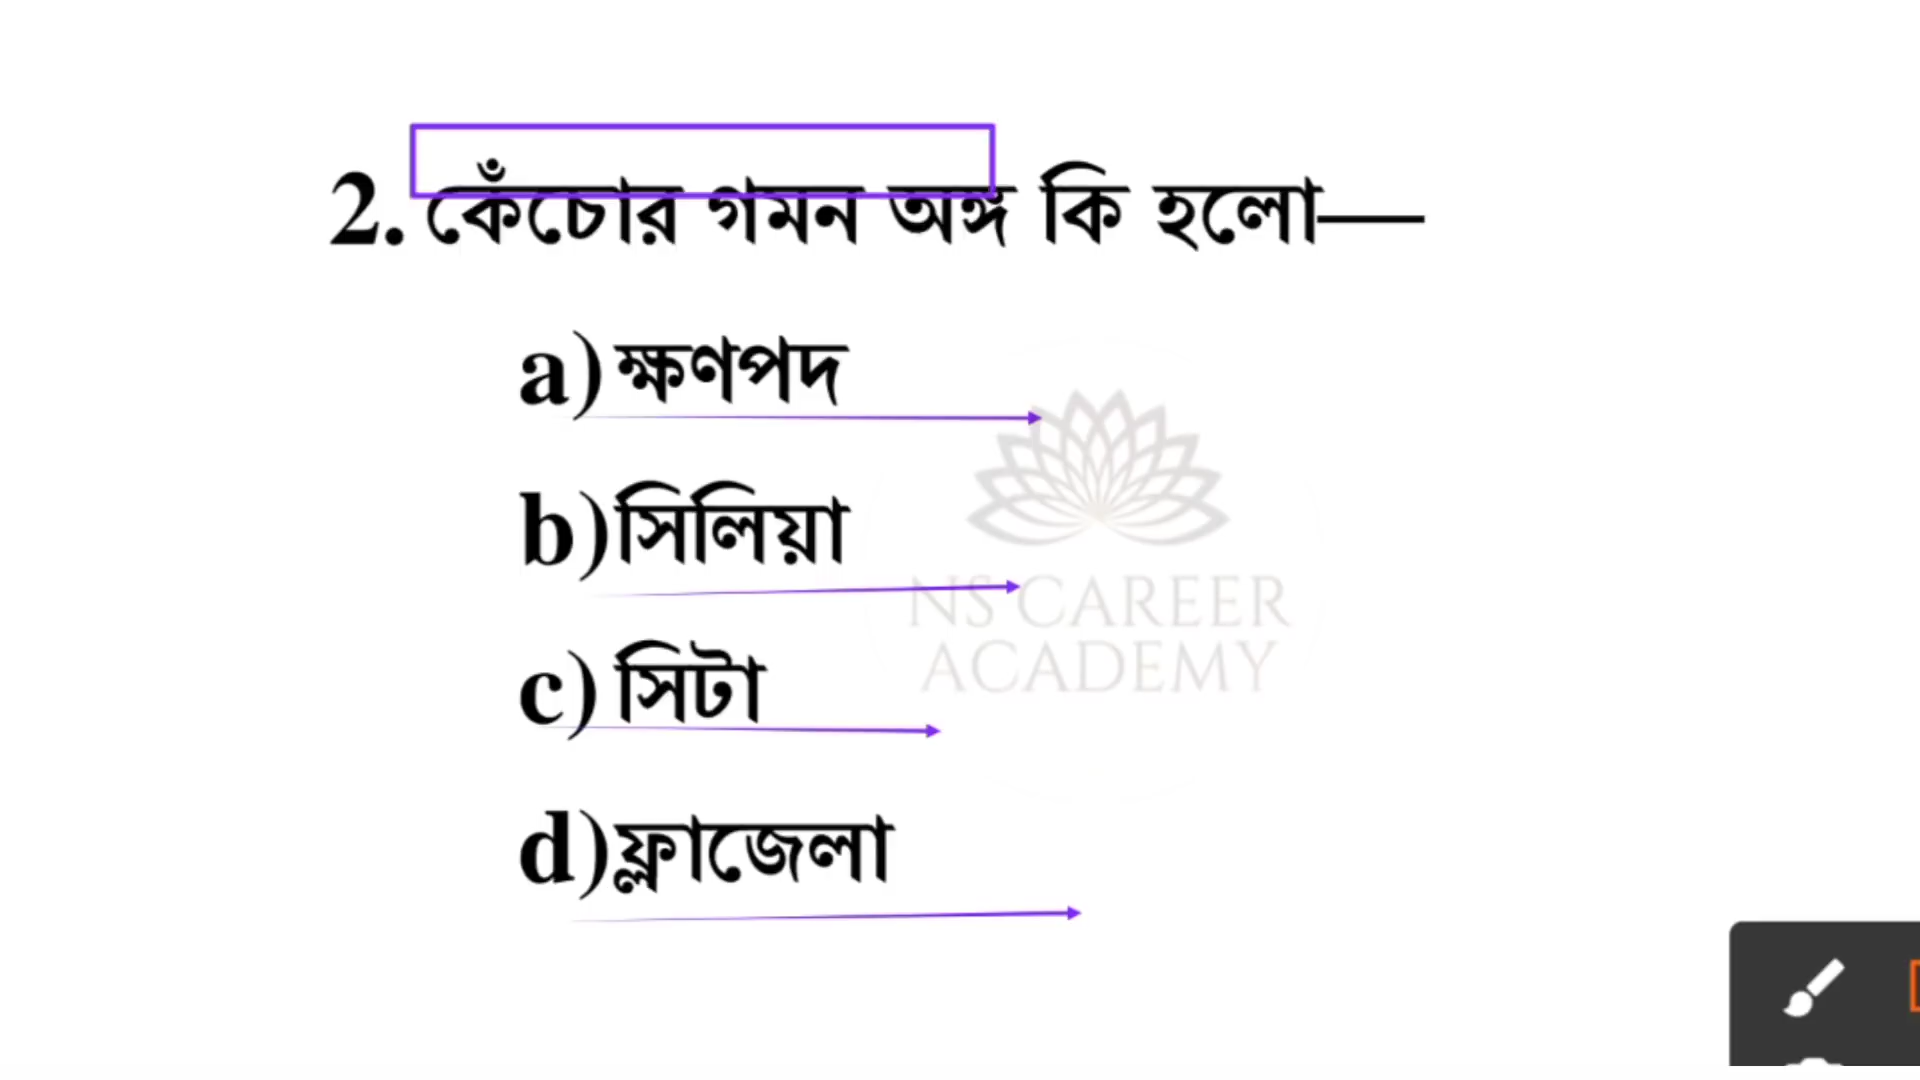 2. কেঁচোর গমন অঙ্গ কি হলো—
a) ক্ষণপদ
b)সিলিয়া
c) সিটা
d)ফ্লাজেলা
NS CAREER
ACADEMY